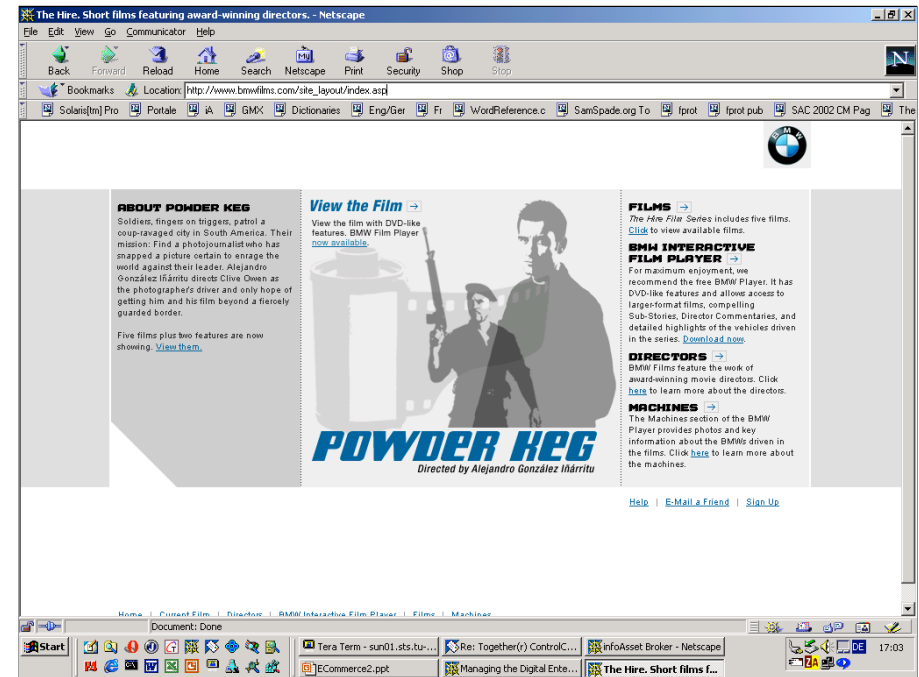 The Hire. Short films featuring award-winning directors. - Netscape
File Edit View Go Communicator Help
Back Forward Reload Home Search Netscape Print Security Shop Stop
Bookmarks Location: http://www.bmwfilms.com/site_layout/index.asp
Solaris[tm] Pro Portale iA GMX Dictionaries Eng/Ger Fr WordReference.c SamSpade.org To fprot fprot pub SAC 2002 CM Pag The
BMW
ABOUT POWDER KEG
Soldiers, fingers on triggers, patrol a
coup-ravaged city in South America. Their
mission: Find a photojournalist who has
snapped a picture certain to enrage the
world against their leader. Alejandro
González Iñárritu directs Clive Owen as
the photographer's driver and only hope of
getting him and his film beyond a fiercely
guarded border.
Five films plus two features are now
showing. View them.
View the Film
View the film with DVD-like
features. BMW Film Player
now available.
POWDER KEG
Directed by Alejandro González Iñárritu
FILMS
The Hire Film Series includes five films.
Click to view available films.
BMW INTERACTIVE
FILM PLAYER
For maximum enjoyment, we
recommend the free BMW Player. It has
DVD-like features and allows access to
larger-format films, compelling
Sub-Stories, Director Commentaries, and
detailed highlights of the vehicles driven
in the series. Download now.
DIRECTORS
BMW Films feature the work of
award-winning movie directors. Click
here to learn more about the directors.
MACHINES
The Machines section of the BMW
Player provides photos and key
information about the BMWs driven in
the films. Click here to learn more about
the machines.
Help | E-Mail a Friend | Sign Up
Home | Current Film | Directors | BMW Interactive Film Player | Films | Machines
Document: Done
Start Tera Term - sun01.sts.tu-... Re: Together(r) ControlC... infoAsset Broker - Netscape DE 17:03
ECommerce2.ppt Managing the Digital Ente... The Hire. Short films f...